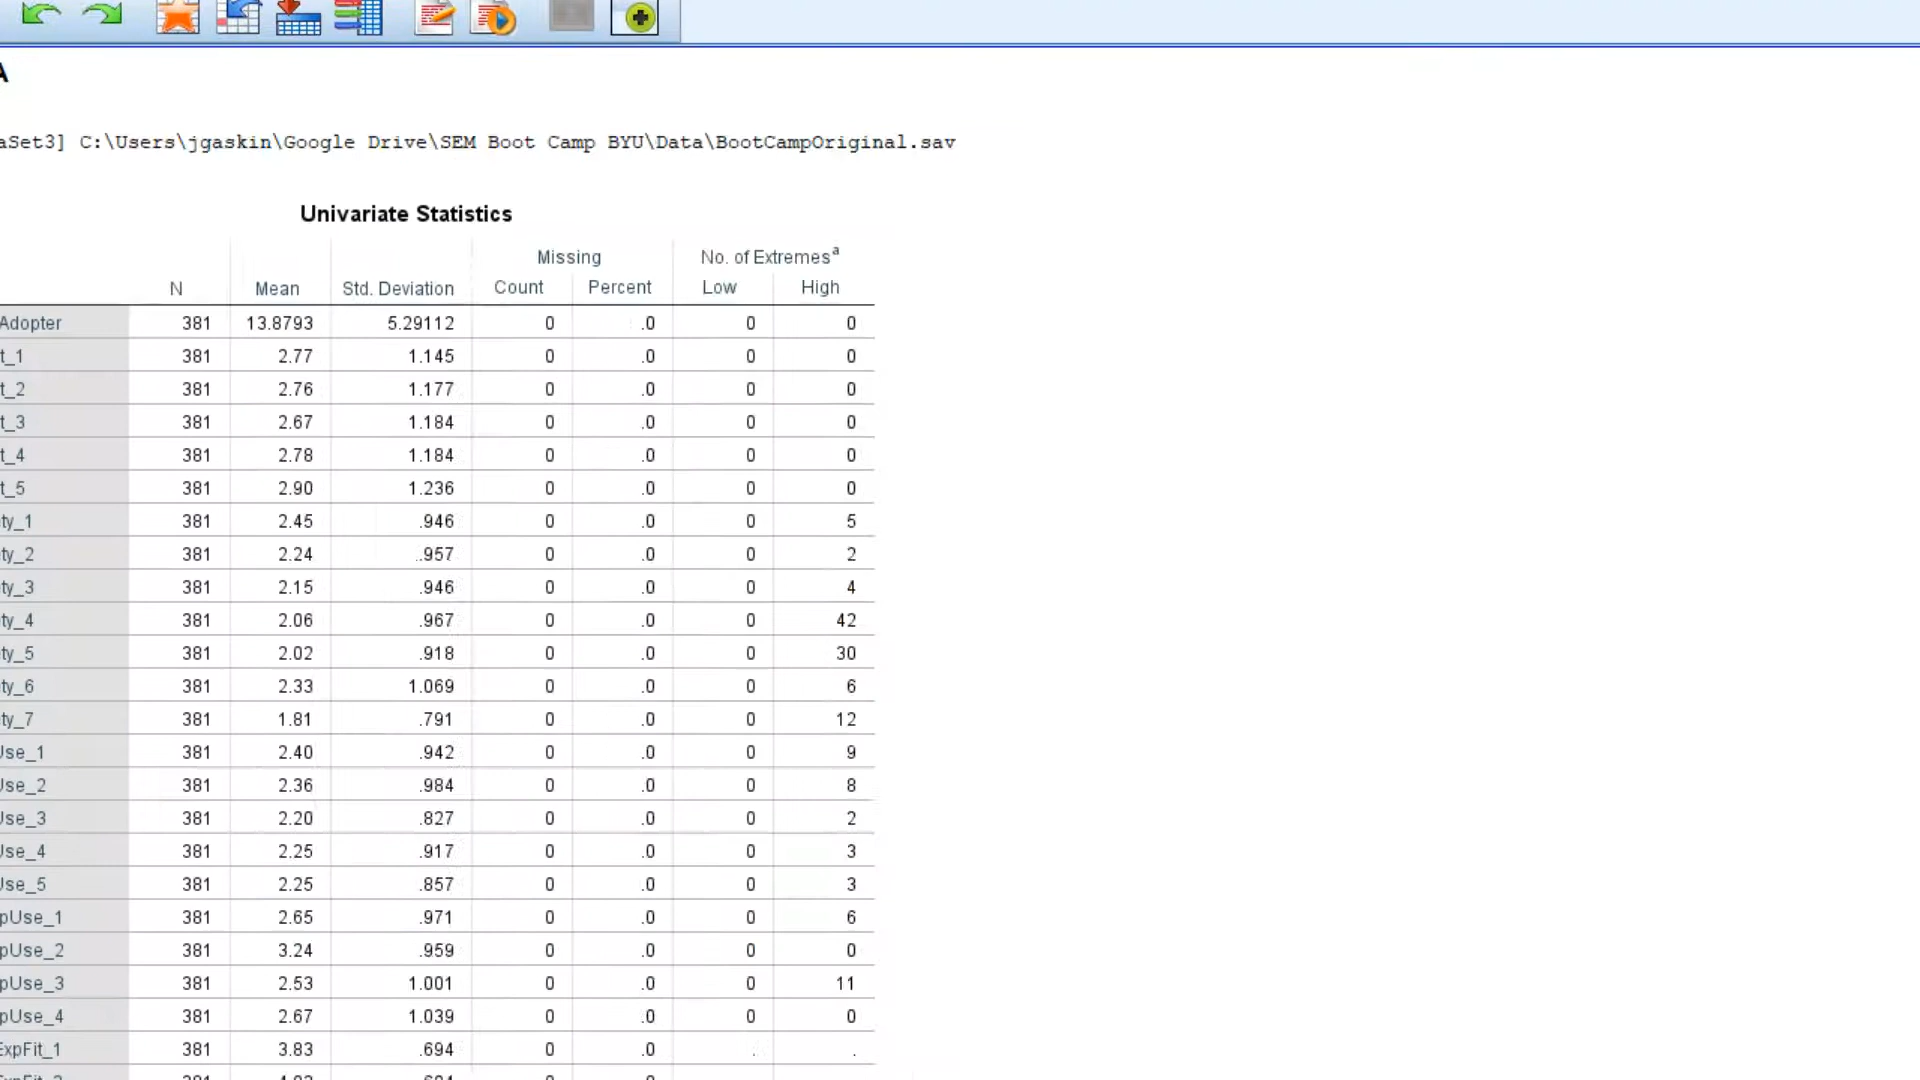 A
aSet3] C:\Users\jgaskin\Google Drive\SEM Boot Camp BYU\Data\BootCampOriginal.sav
Univariate Statistics
Missing No. of Extremesᵃ
N Mean Std. Deviation Count Percent Low High
Adopter 381 13.8793 5.29112 0 .0 0 0
t_1 381 2.77 1.145 0 .0 0 0
t_2 381 2.76 1.177 0 .0 0 0
t_3 381 2.67 1.184 0 .0 0 0
t_4 381 2.78 1.184 0 .0 0 0
t_5 381 2.90 1.236 0 .0 0 0
ty_1 381 2.45 .946 0 .0 0 5
ty_2 381 2.24 .957 0 .0 0 2
ty_3 381 2.15 .946 0 .0 0 4
ty_4 381 2.06 .967 0 .0 0 42
ty_5 381 2.02 .918 0 .0 0 30
ty_6 381 2.33 1.069 0 .0 0 6
ty_7 381 1.81 .791 0 .0 0 12
Use_1 381 2.40 .942 0 .0 0 9
Use_2 381 2.36 .984 0 .0 0 8
Use_3 381 2.20 .827 0 .0 0 2
Use_4 381 2.25 .917 0 .0 0 3
Use_5 381 2.25 .857 0 .0 0 3
pUse_1 381 2.65 .971 0 .0 0 6
pUse_2 381 3.24 .959 0 .0 0 0
pUse_3 381 2.53 1.001 0 .0 0 11
pUse_4 381 2.67 1.039 0 .0 0 0
ExpFit_1 381 3.83 .694 0 .0 . .